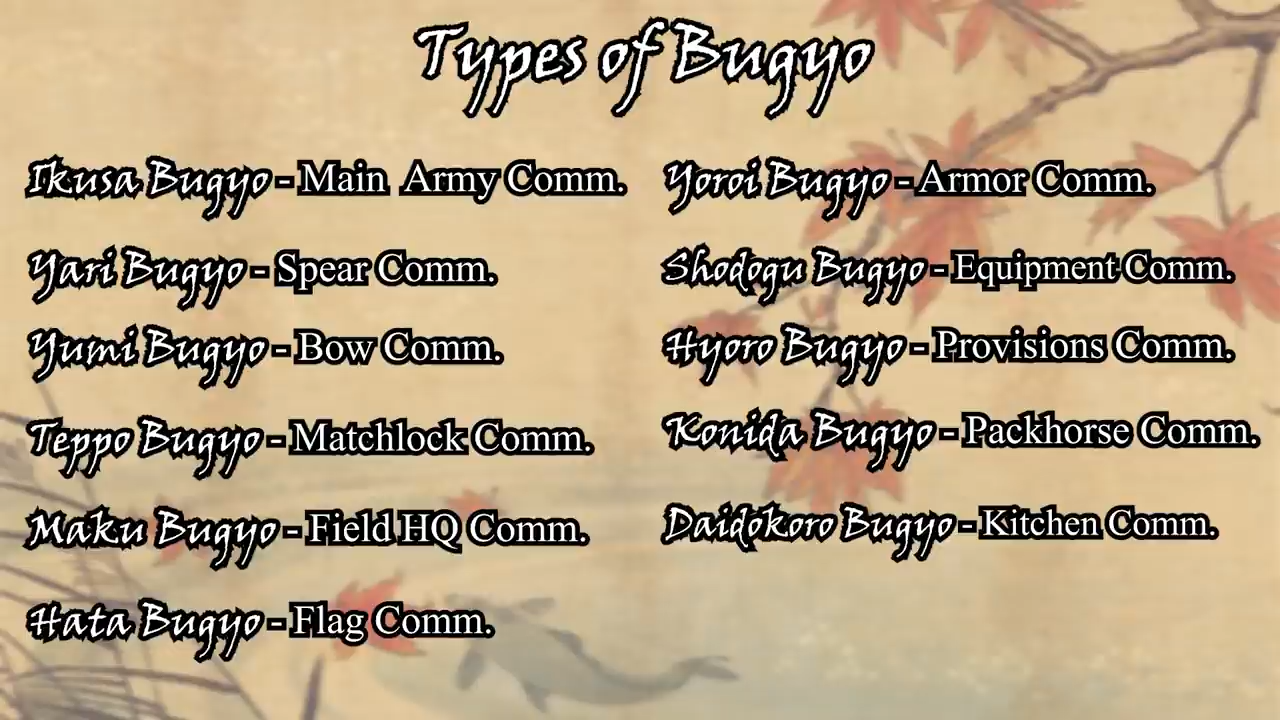 Types of Bugyo
Ikusa Bugyo - Main Army Comm.
Yari Bugyo - Spear Comm.
Yumi Bugyo - Bow Comm.
Teppo Bugyo - Matchlock Comm.
Maku Bugyo - Field HQ Comm.
Hata Bugyo - Flag Comm.
Yoroi Bugyo - Armor Comm.
Shodogu Bugyo - Equipment Comm.
Hyoro Bugyo - Provisions Comm.
Konida Bugyo - Packhorse Comm.
Daidokoro Bugyo - Kitchen Comm.